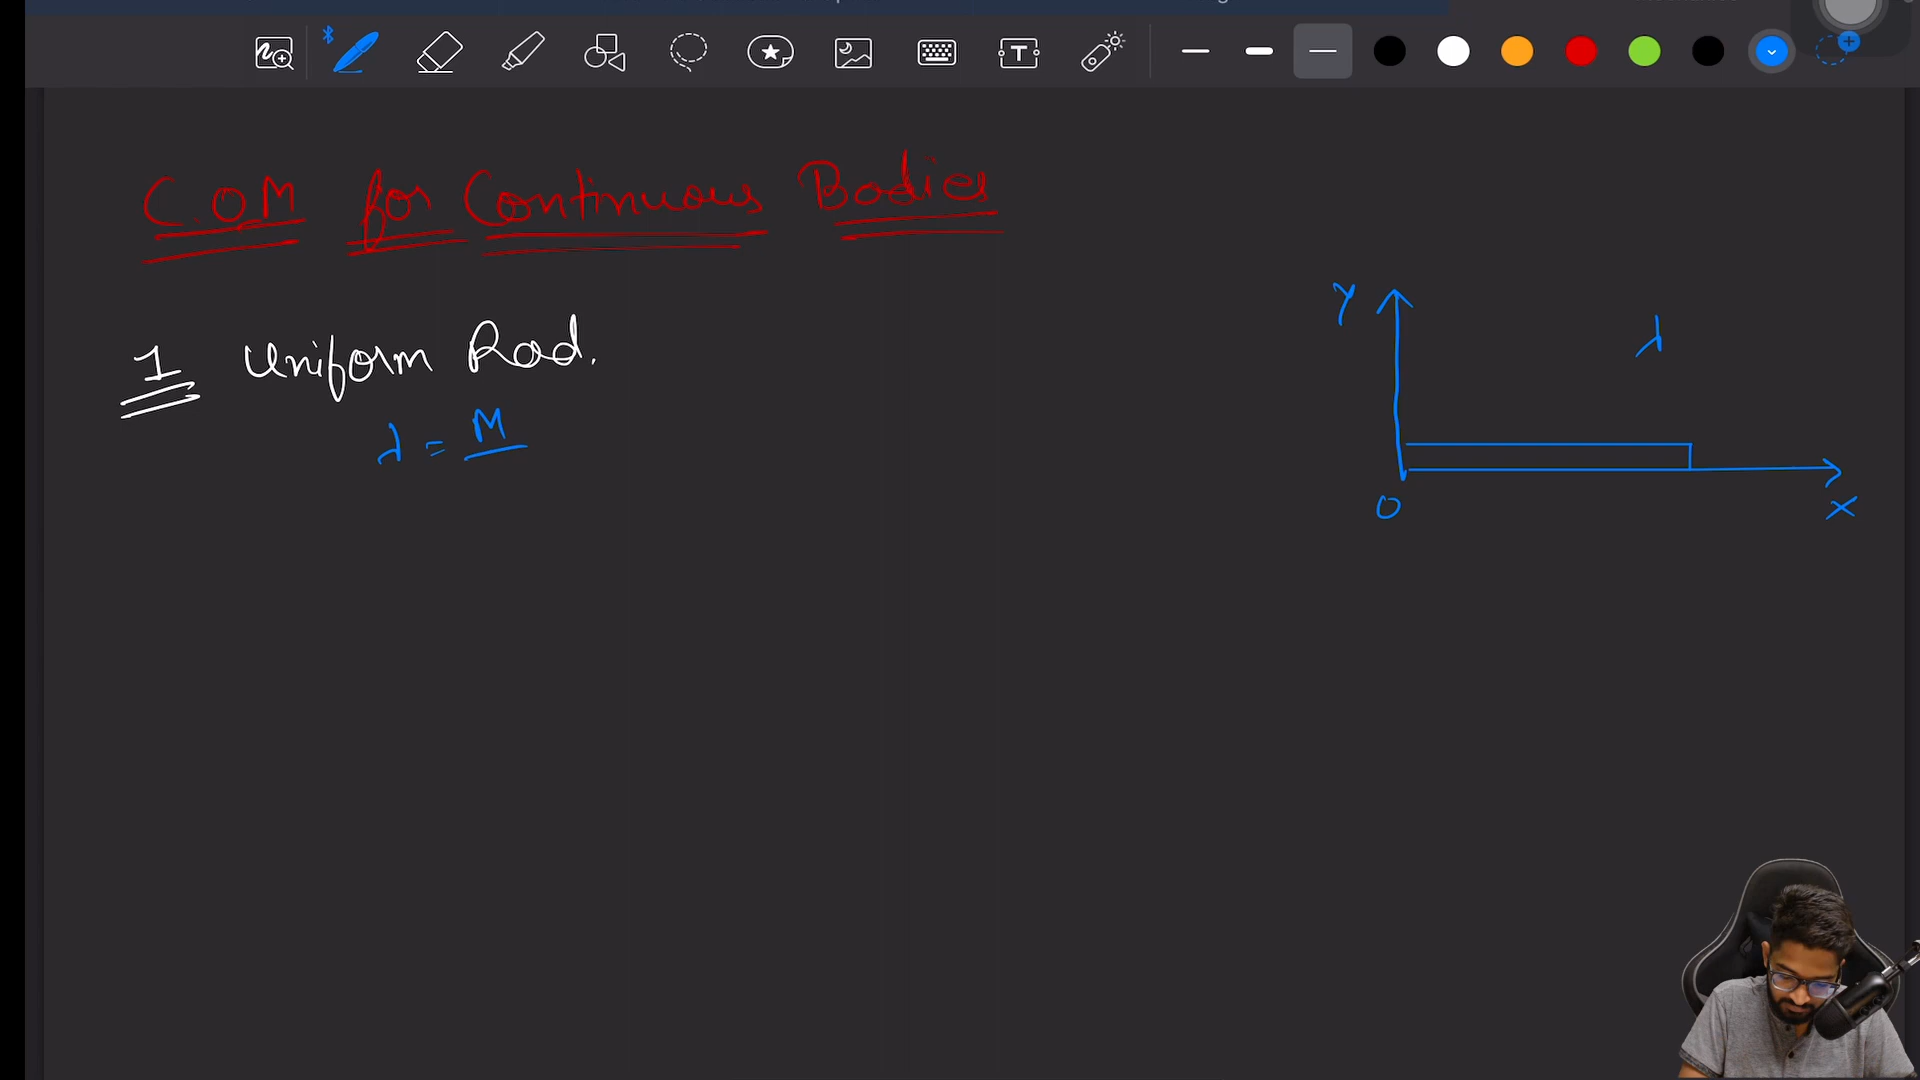 C.O.M for Continuous Bodies
1 Uniform Rod.
λ = M
Y
λ
O
X